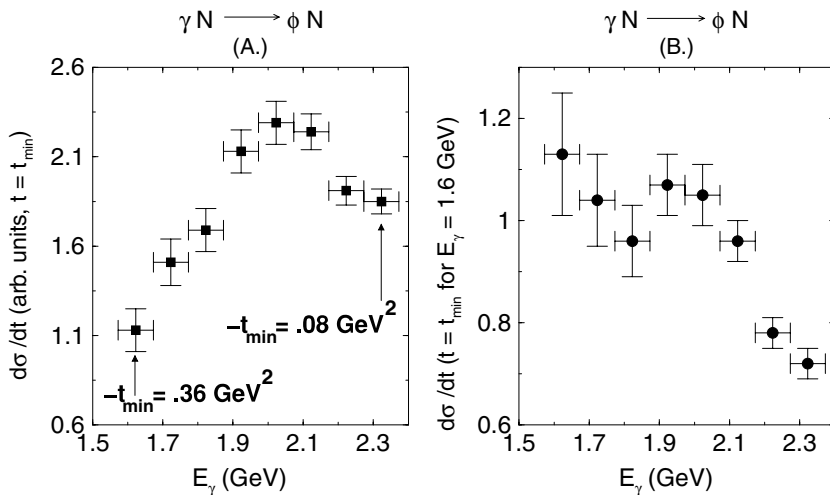 γ N ⟶ ϕ N
(A.)
dσ/dt (arb. units, t = t_min)
2.6
2.1
1.6
1.1
0.6
−t_min = .08 GeV²
−t_min = .36 GeV²
1.5 1.7 1.9 2.1 2.3
E_γ (GeV)
γ N ⟶ ϕ N
(B.)
dσ/dt (t = t_min for E_γ = 1.6 GeV)
1.2
1
0.8
0.6
1.5 1.7 1.9 2.1 2.3
E_γ (GeV)